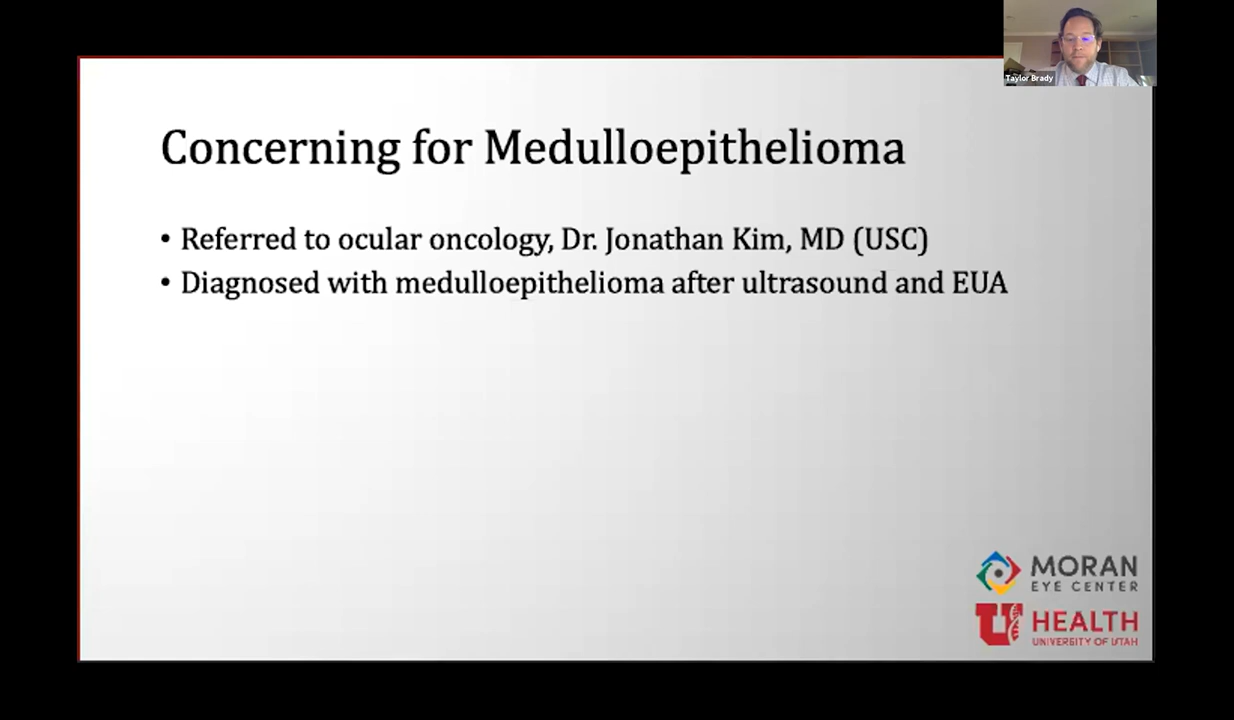 Taylor Brady
Concerning for Medulloepithelioma
• Referred to ocular oncology, Dr. Jonathan Kim, MD (USC)
• Diagnosed with medulloepithelioma after ultrasound and EUA
MORAN
EYE CENTER
U HEALTH
UNIVERSITY OF UTAH